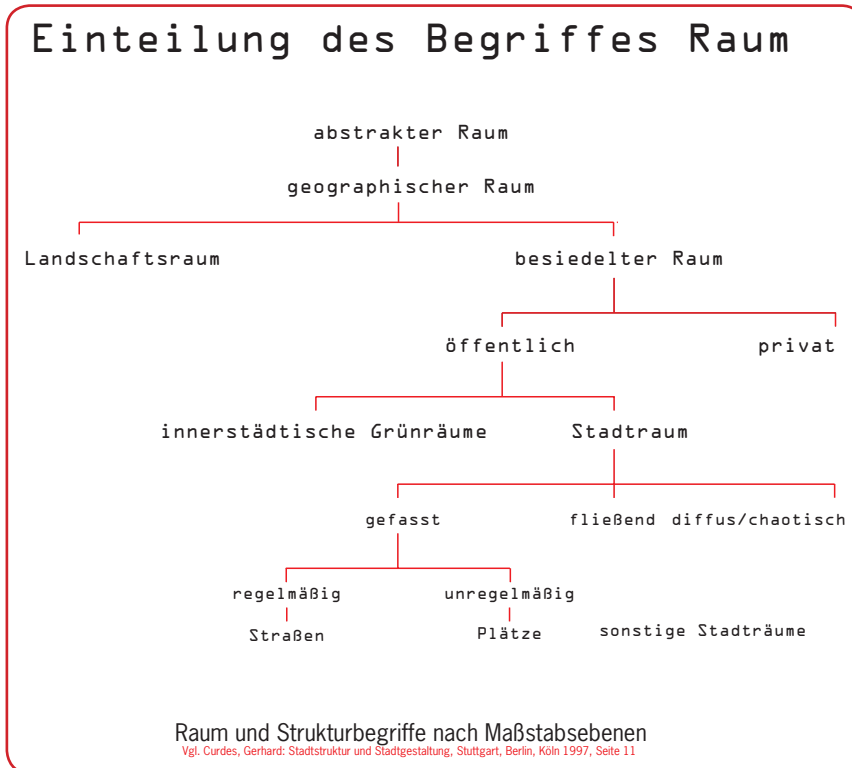 Einteilung des Begriffes Raum
abstrakter Raum
geographischer Raum
Landschaftsraum besiedelter Raum
öffentlich privat
innerstädtische Grünräume Stadtraum
gefasst fließend diffus/chaotisch
regelmäßig unregelmäßig
Straßen Plätze sonstige Stadträume
Raum und Strukturbegriffe nach Maßstabsebenen
Vgl. Curdes, Gerhard: Stadtstruktur und Stadtgestaltung, Stuttgart, Berlin, Köln 1997, Seite 11